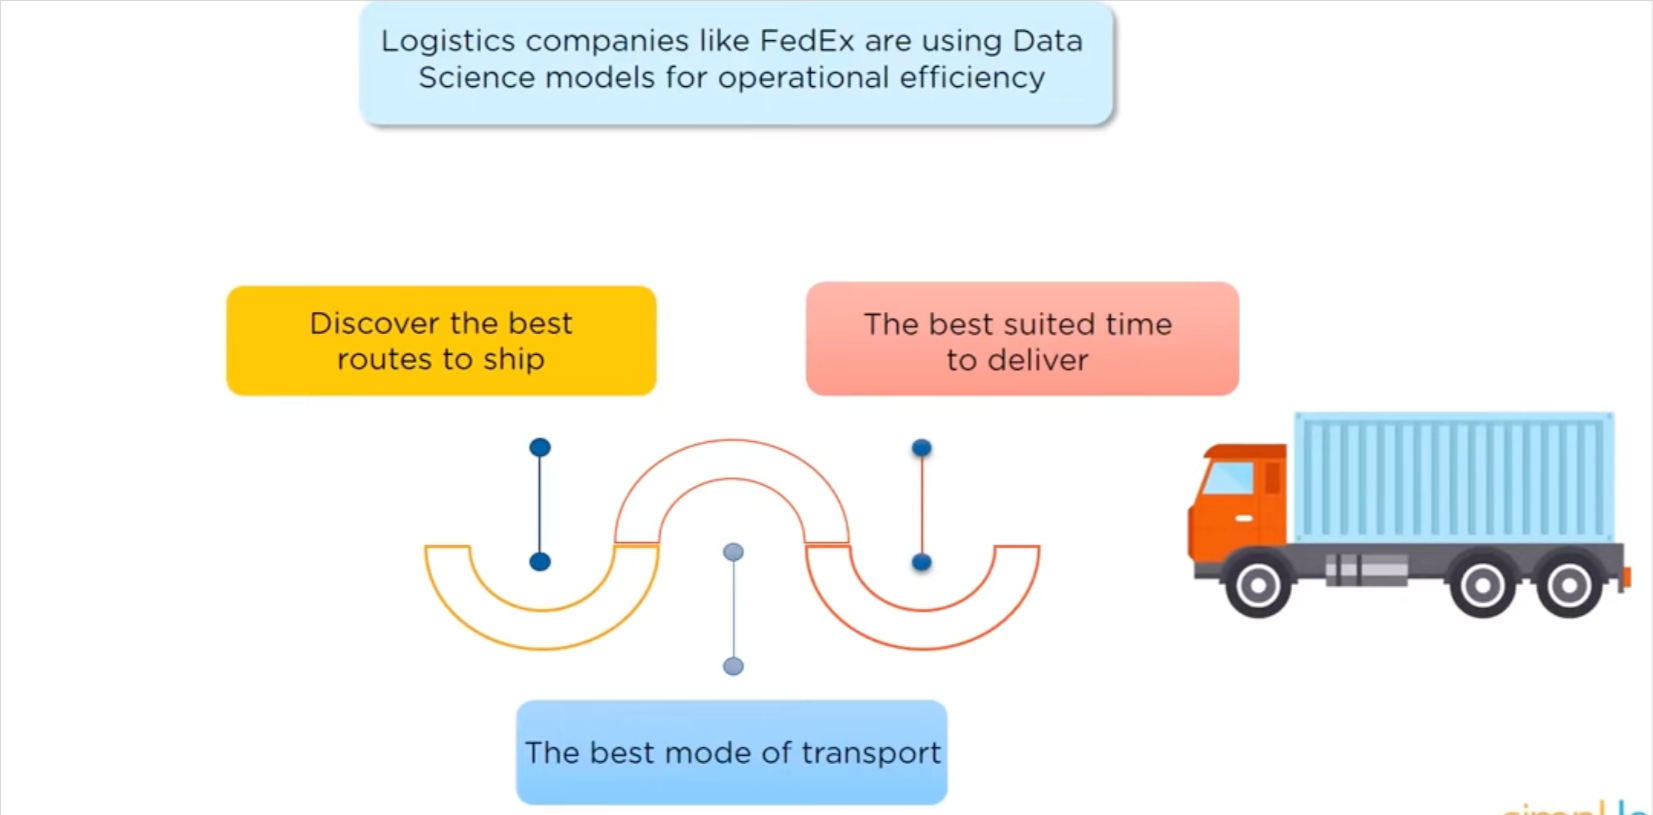 Logistics companies like FedEx are using Data
Science models for operational efficiency
Discover the best
routes to ship
The best suited time
to deliver
The best mode of transport